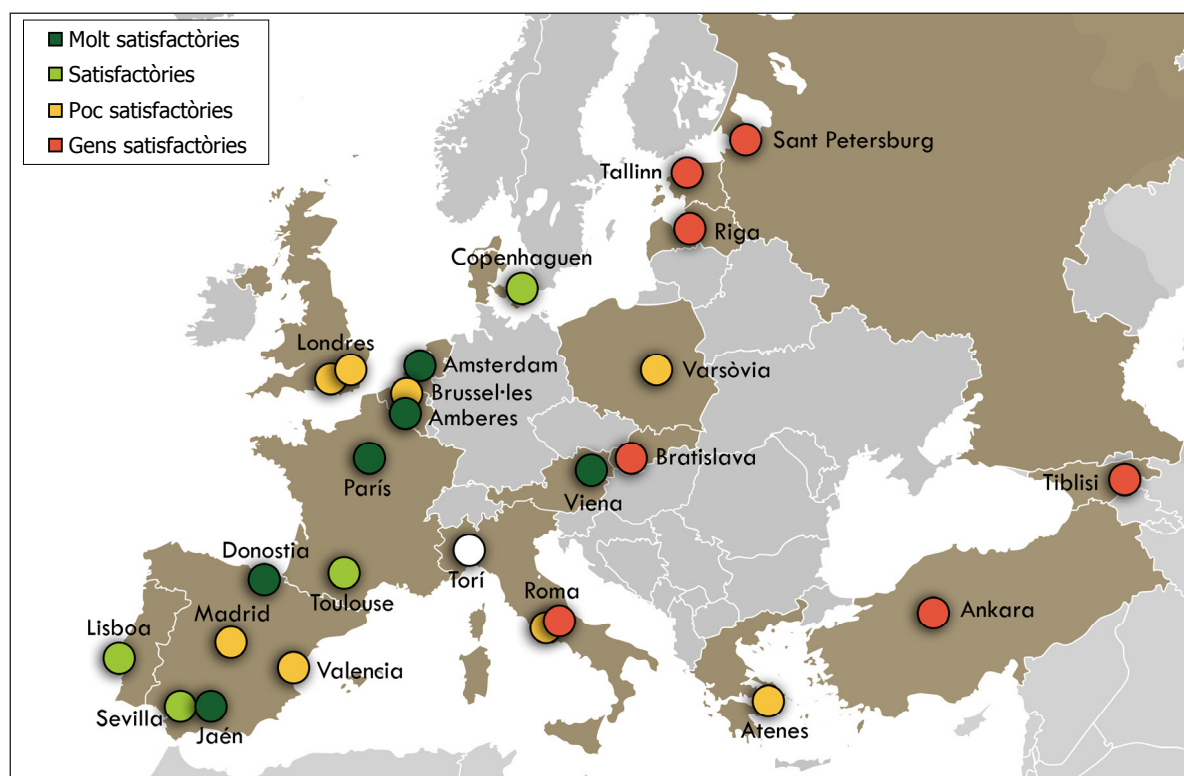 Molt satisfactòries
Satisfactòries
Poc satisfactòries
Gens satisfactòries
Sant Petersburg
Tallinn
Riga
Copenhaguen
Londres
Amsterdam
Brussel·les
Amberes
Varsòvia
París
Bratislava
Viena
Tiblisi
Donostia
Torí
Toulouse
Roma
Madrid
Ankara
Lisboa
Valencia
Sevilla
Jaén
Atenes